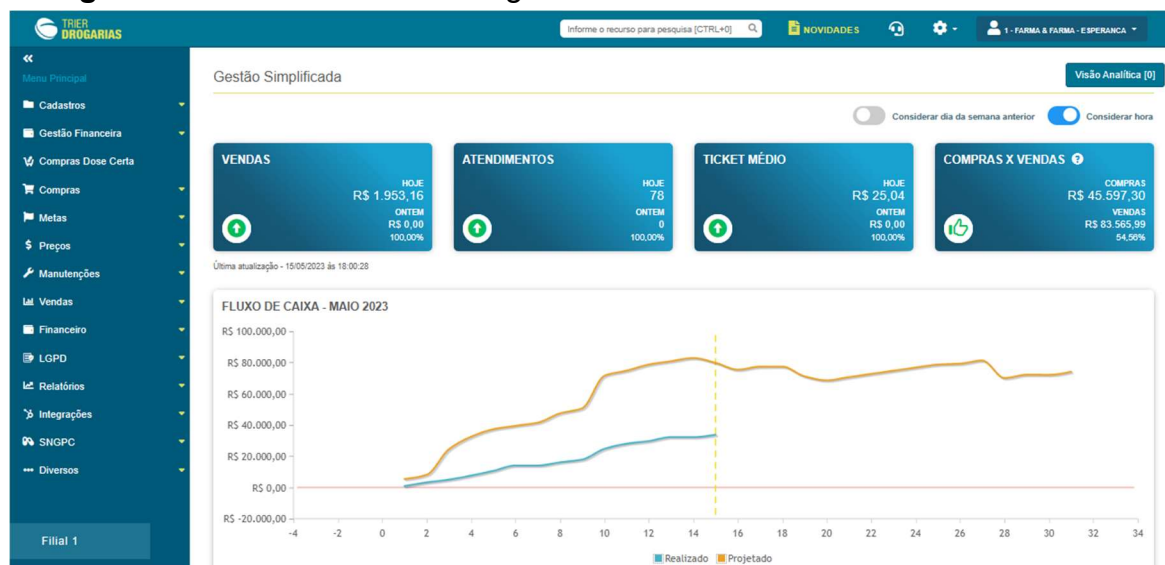 TRIER
DROGARIAS
Informe o recurso para pesquisa [CTRL+0]
NOVIDADES
1 - FARMA & FARMA - ESPERANCA
Menu Principal
Cadastros
Gestão Financeira
Compras Dose Certa
Compras
Metas
Preços
Manutenções
Vendas
Financeiro
LGPD
Relatórios
Integrações
SNGPC
Diversos
Filial 1
Gestão Simplificada
Visão Analítica [0]
Considerar dia da semana anterior
Considerar hora
VENDAS
HOJE
R$ 1.953,16
ONTEM
R$ 0,00
100,00%
ATENDIMENTOS
HOJE
78
ONTEM
0
100,00%
TICKET MÉDIO
HOJE
R$ 25,04
ONTEM
R$ 0,00
100,00%
COMPRAS X VENDAS
COMPRAS
R$ 45.597,30
VENDAS
R$ 83.565,99
54,56%
Última atualização - 15/05/2023 ás 18:00:28
FLUXO DE CAIXA - MAIO 2023
R$ 100.000,00
R$ 80.000,00
R$ 60.000,00
R$ 40.000,00
R$ 20.000,00
R$ 0,00
R$ -20.000,00
-4 -2 0 2 4 6 8 10 12 14 16 18 20 22 24 26 28 30 32 34
Realizado Projetado